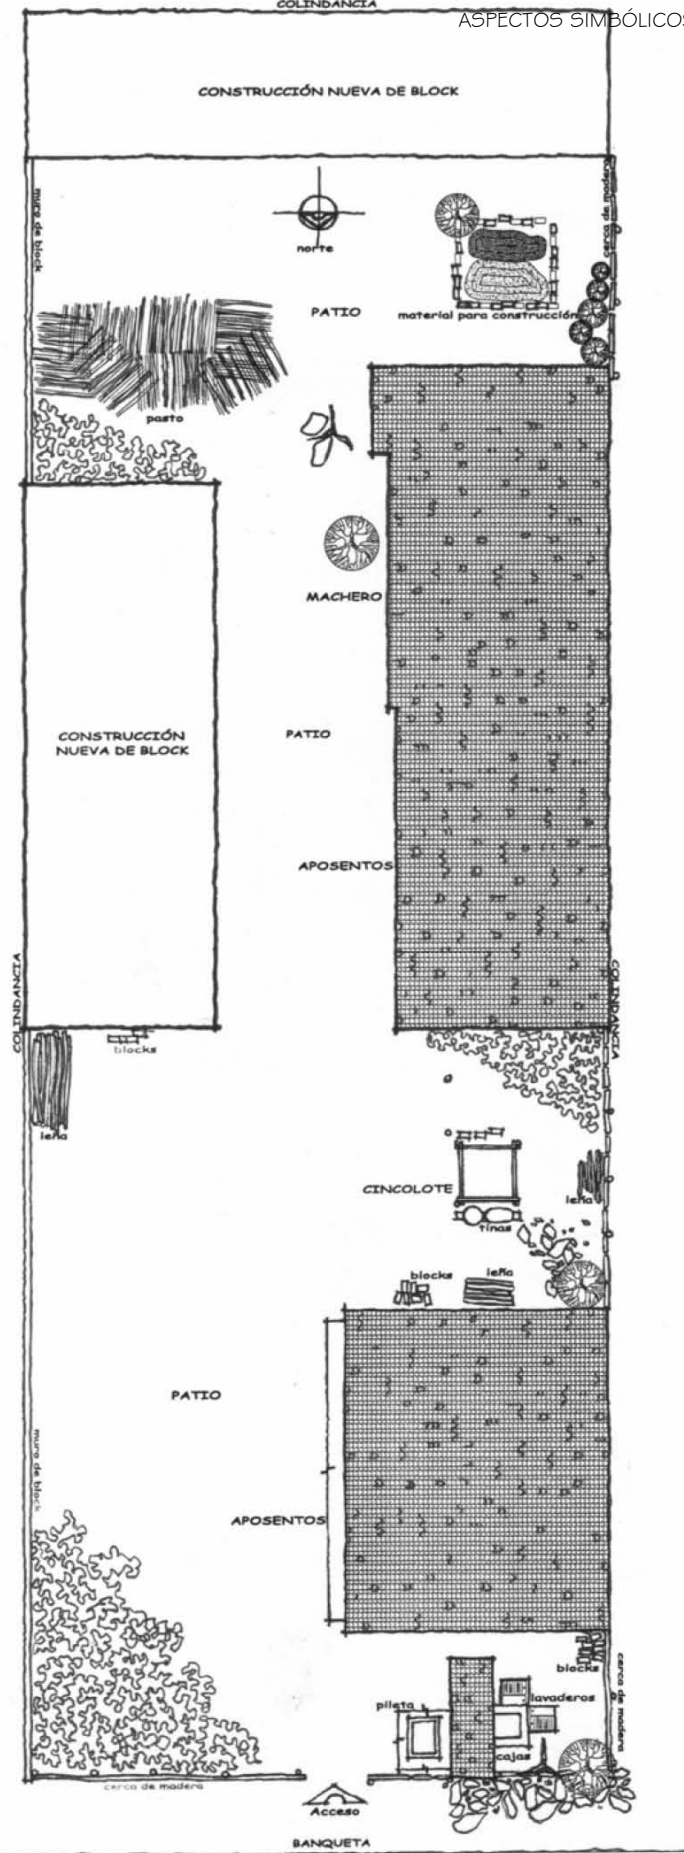 COLINDANCIA
ASPECTOS SIMBÓLICOS
CONSTRUCCIÓN NUEVA DE BLOCK
muro de block
cerca de madera
norte
PATIO
material para construcción
pasto
MACHERO
CONSTRUCCIÓN
NUEVA DE BLOCK
PATIO
APOSENTOS
COLINDANCIA
COLINDANCIA
blocks
leña
CINCOLOTE
leña
tinas
blocks
leña
PATIO
muro de block
APOSENTOS
blocks
cerca de madera
pileta
lavaderos
cajas
cerca de madera
Acceso
BANQUETA